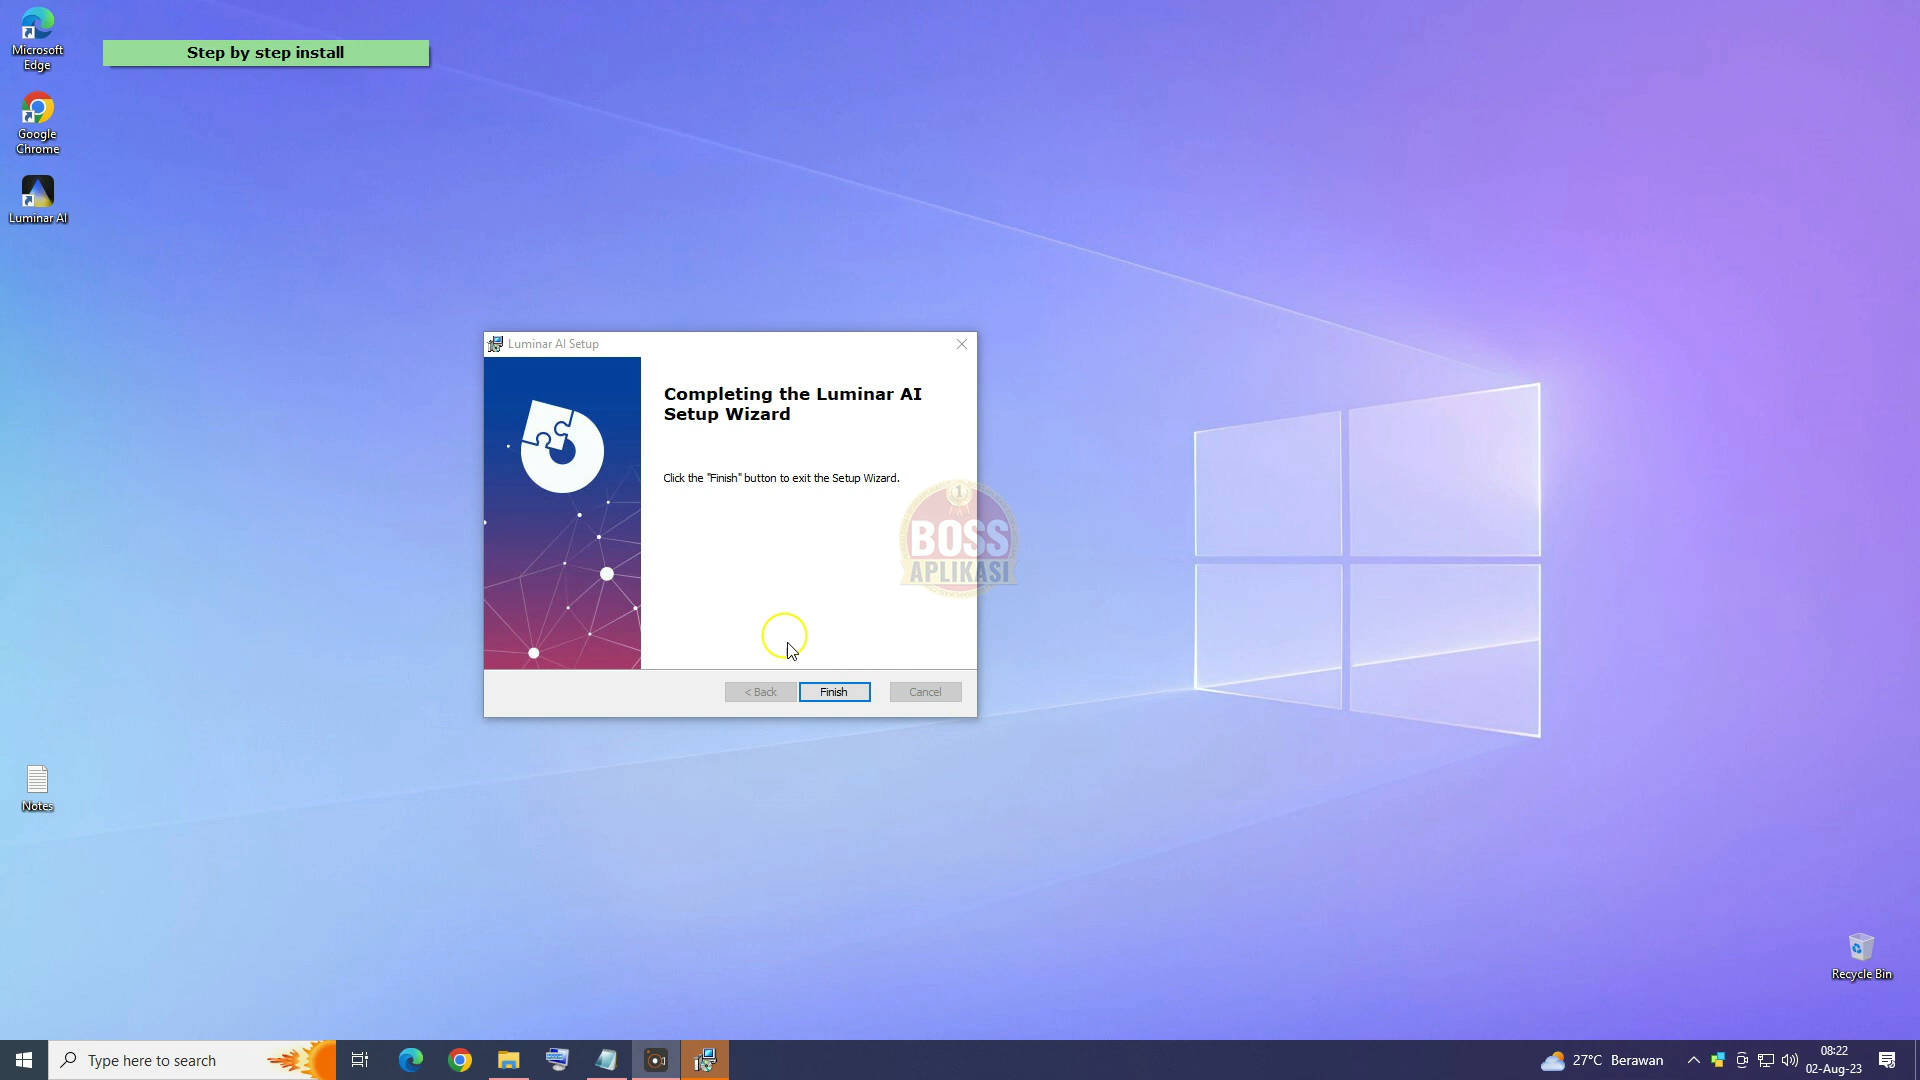 Microsoft
Edge
Step by step install
Google
Chrome
Luminar AI
Luminar AI Setup
Completing the Luminar AI
Setup Wizard
Click the "Finish" button to exit the Setup Wizard.
1
BOSS
APLIKASI
< Back
Finish
Cancel
Notes
Recycle Bin
Type here to search
27°C Berawan
08:22
02-Aug-23